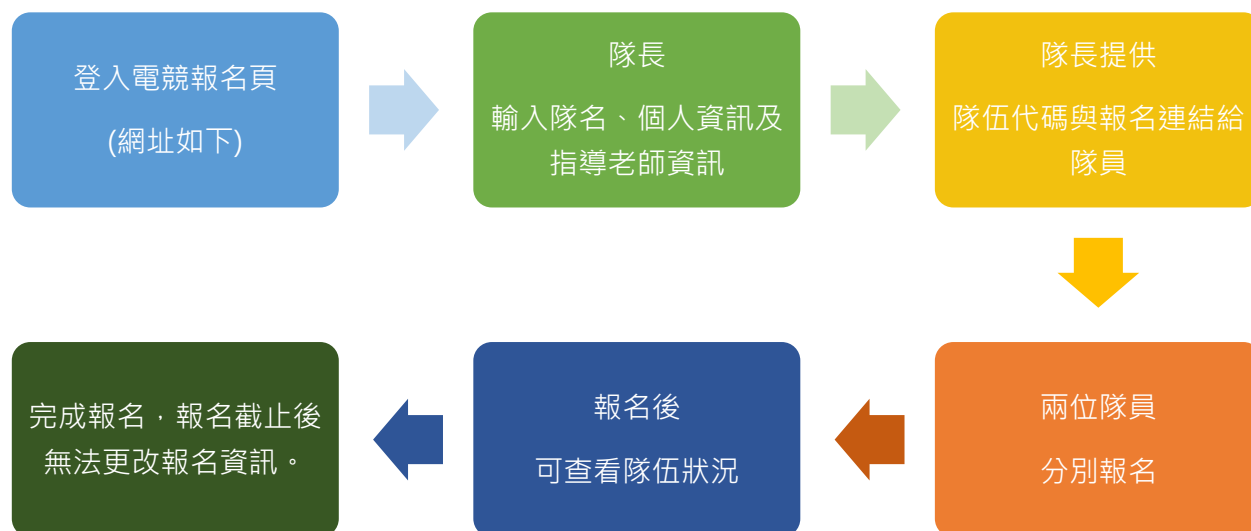 登入電競報名頁
(網址如下)
隊長
輸入隊名、個人資訊及
指導老師資訊
隊長提供
隊伍代碼與報名連結給
隊員
兩位隊員
分別報名
報名後
可查看隊伍狀況
完成報名，報名截止後
無法更改報名資訊。